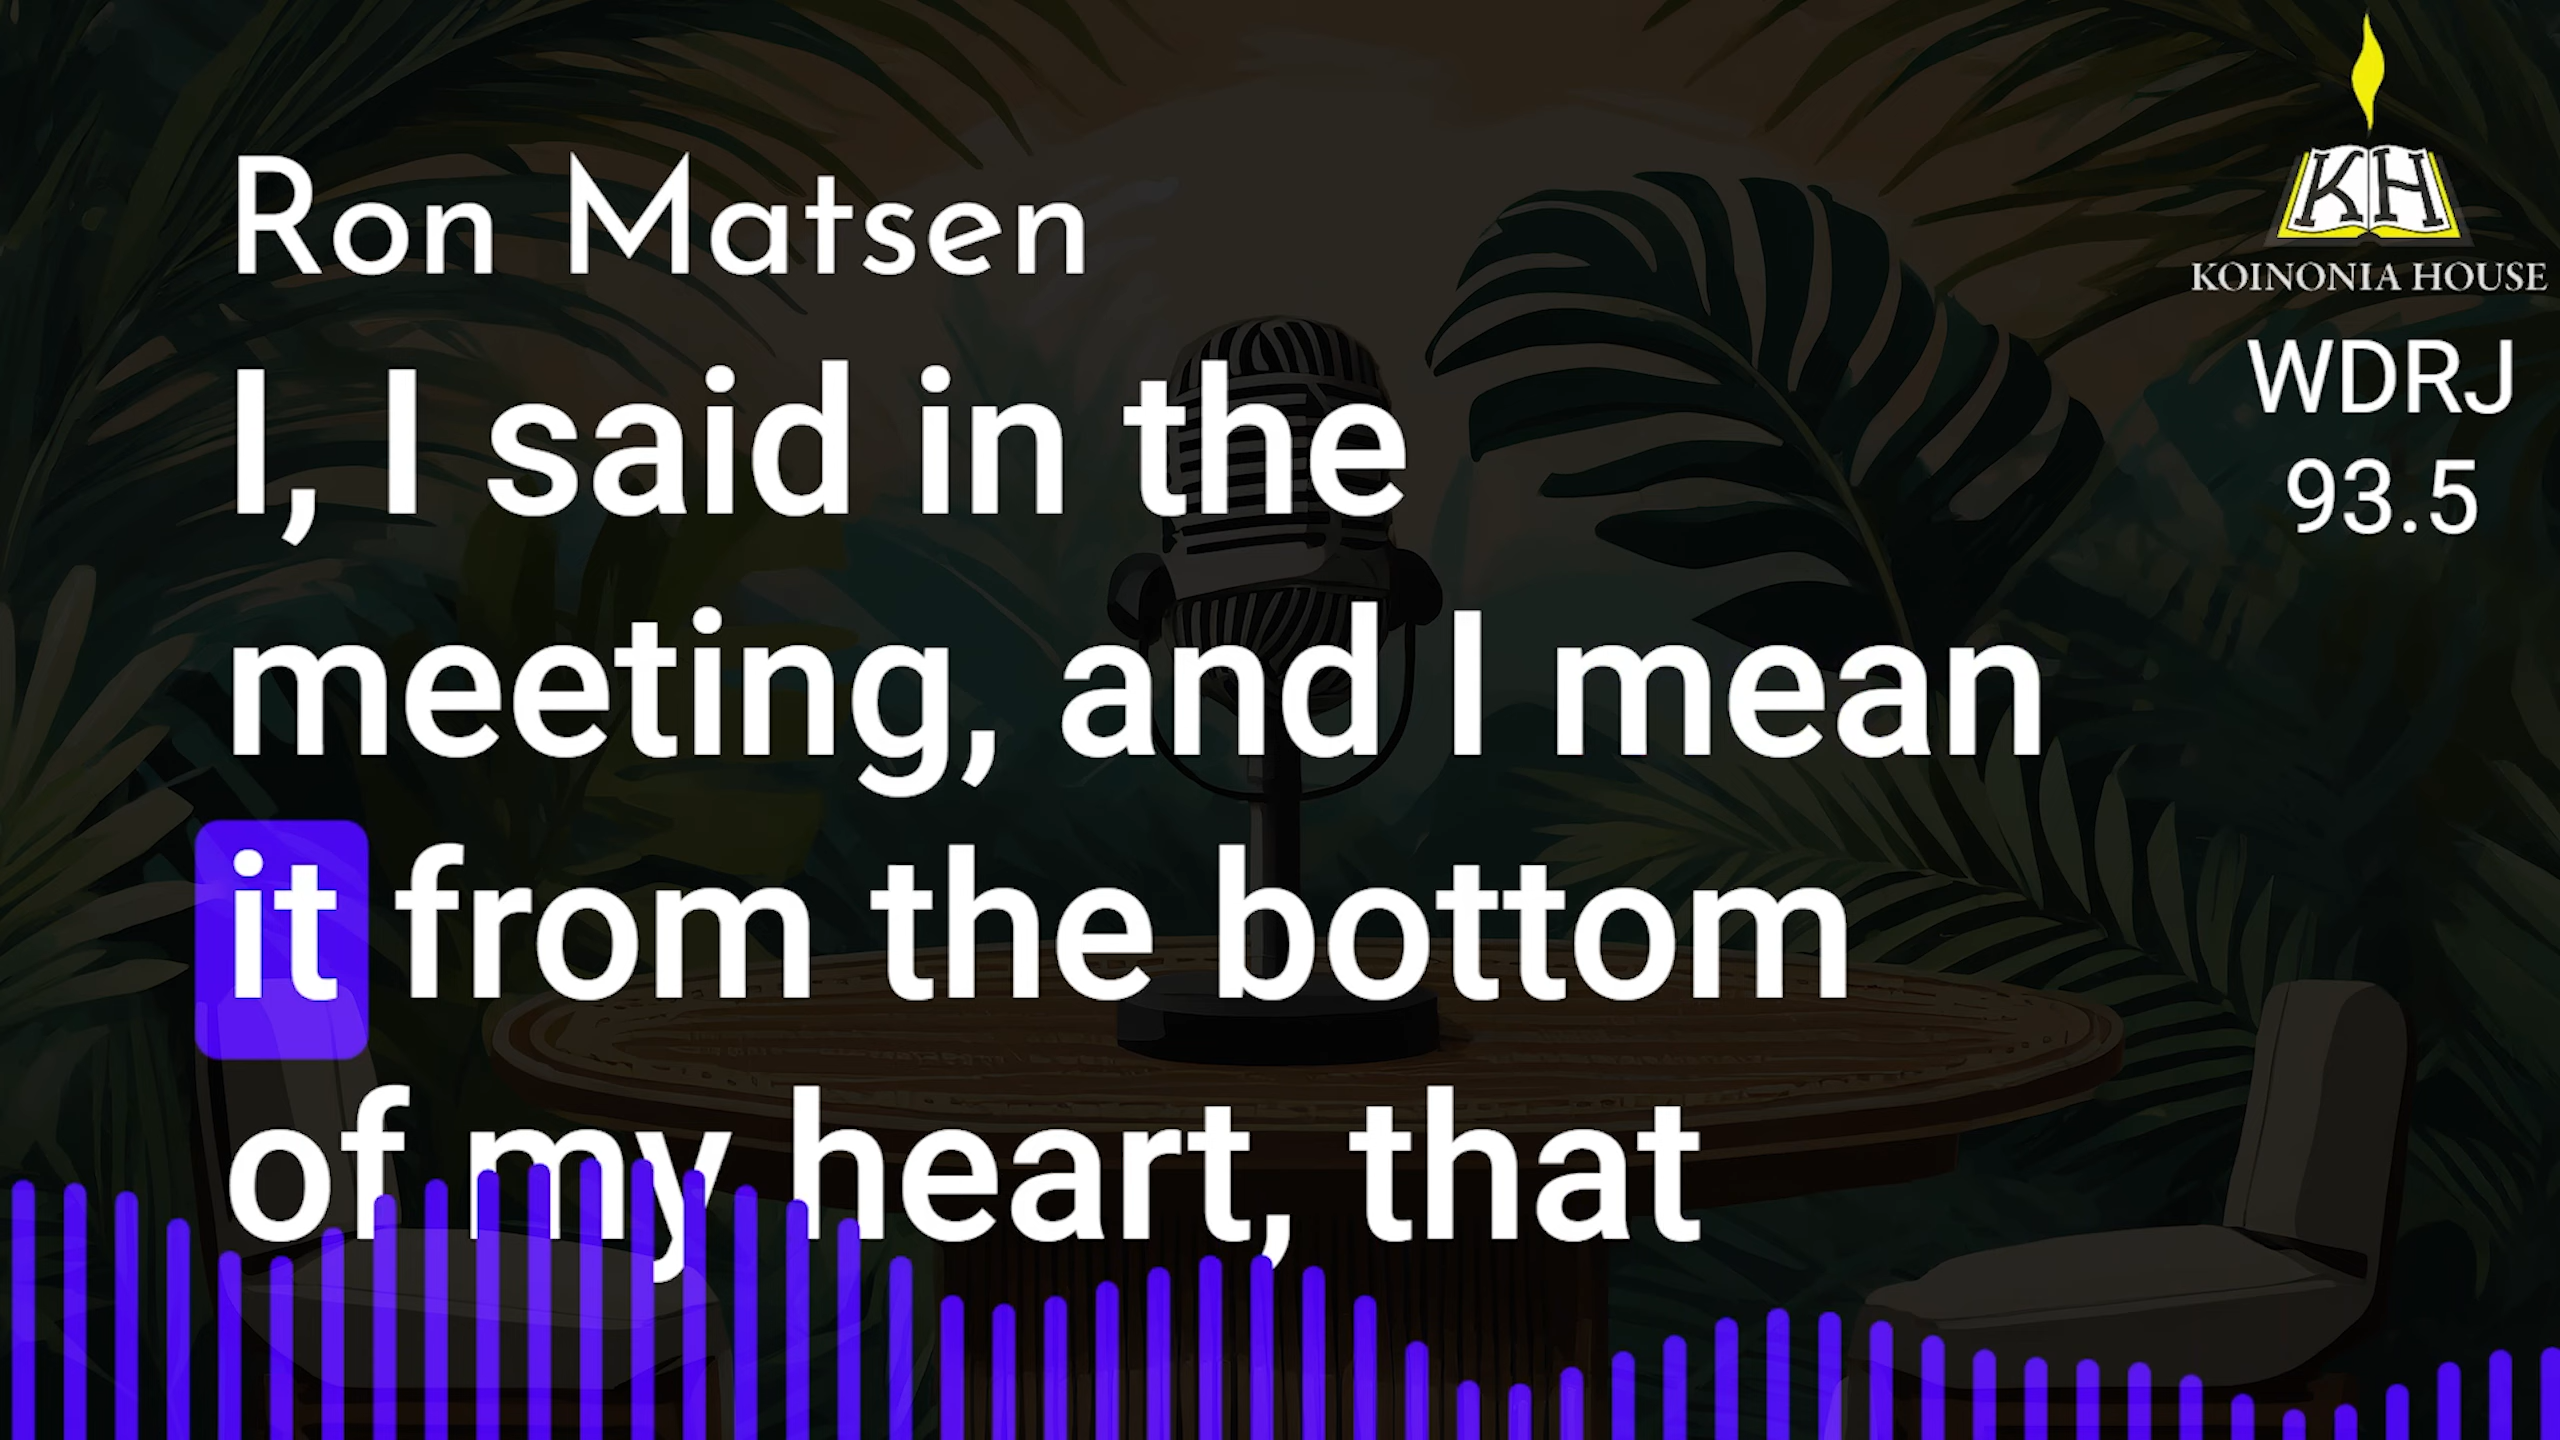 Ron Matsen
I, I said in the
meeting, and I mean
it from the bottom
of my heart, that
KH
KOINONIA HOUSE
WDRJ
93.5